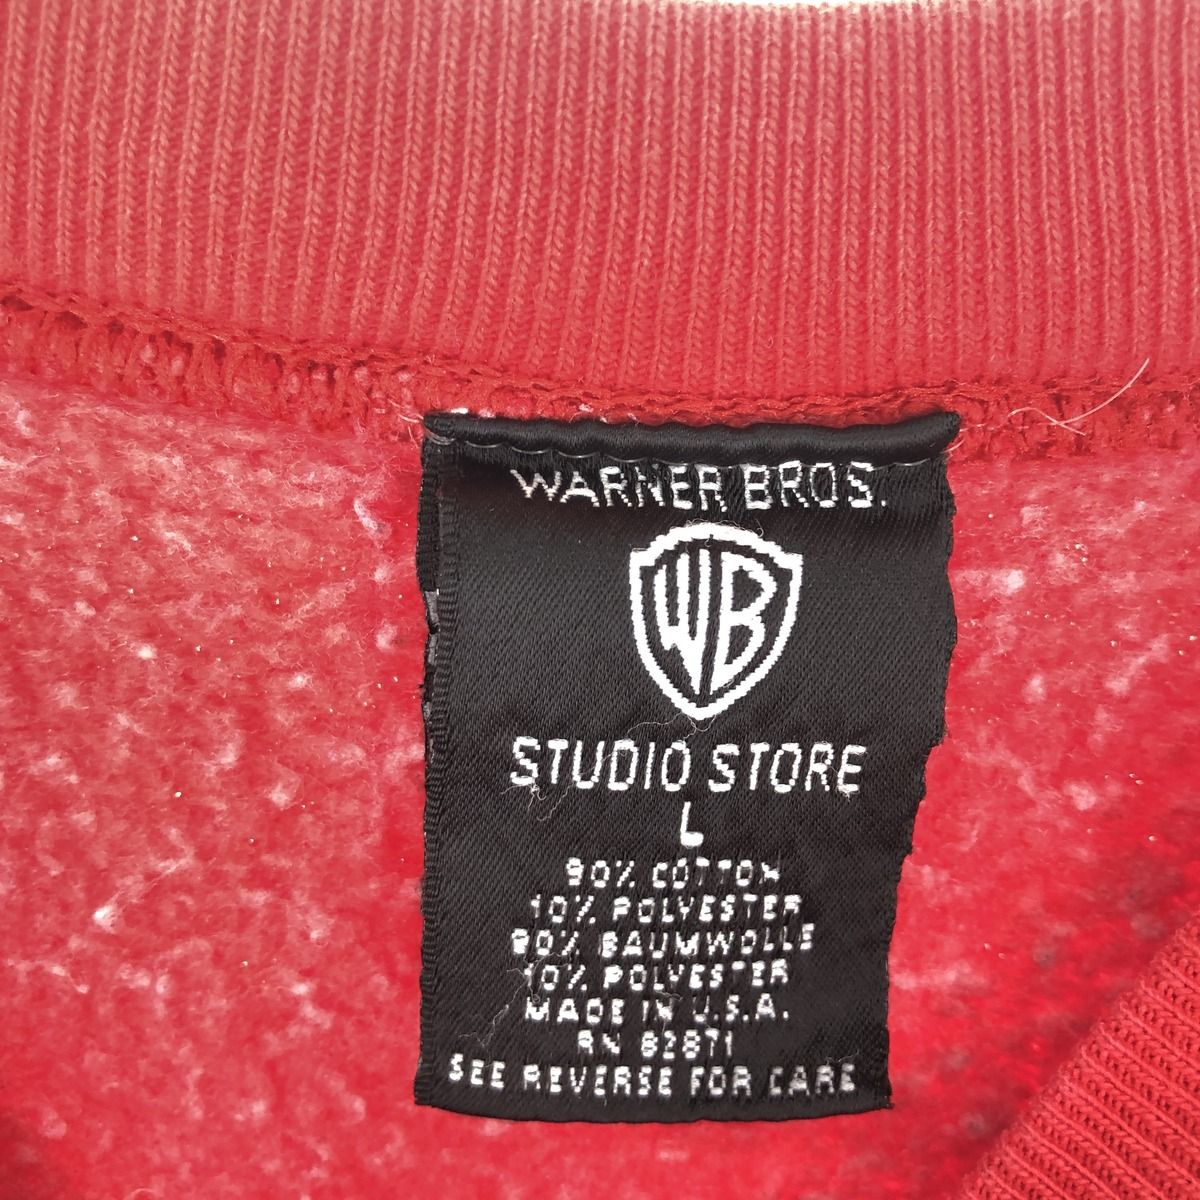 WARNER BROS.
WB
STUDIO STORE
L
90% COTTON
10% POLYESTER
90% BAUMWOLLE
10% POLYESTER
MADE IN U.S.A.
RN 82871
SEE REVERSE FOR CARE